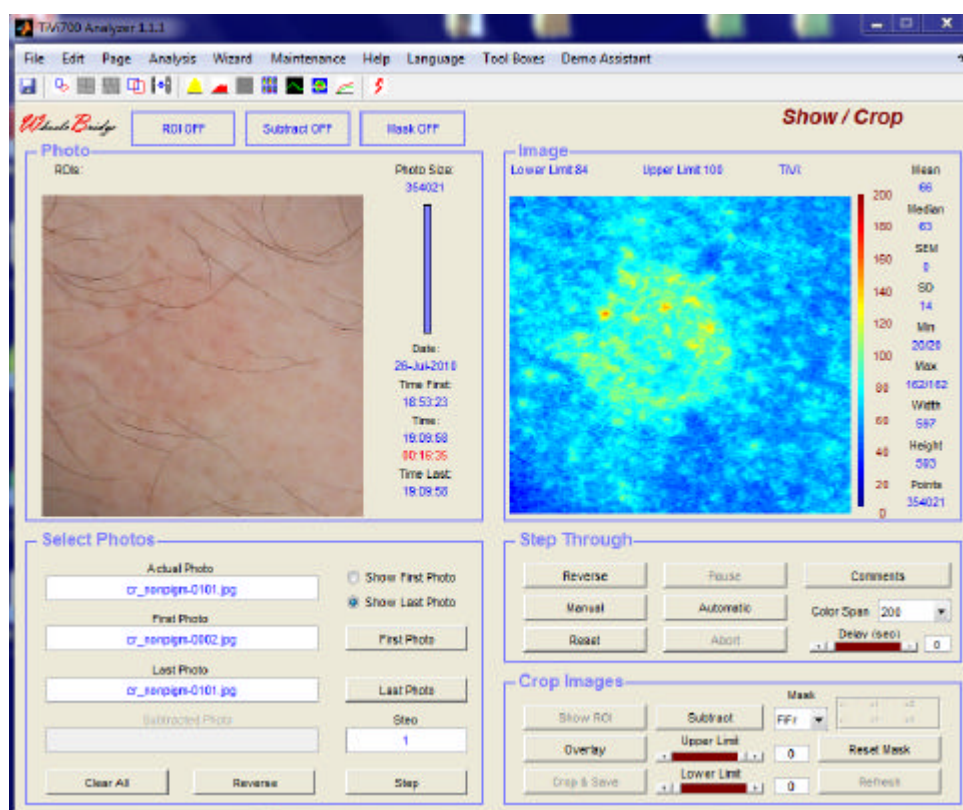 TiVi700 Analyzer 1.1.1
File Edit Page Analysis Wizard Maintenance Help Language Tool Boxes Demo Assistant
WheelsBridge
ROI OFF
Subtract OFF
Mask OFF
Show / Crop
Photo
ROIs:
Photo Size:
354021
Date:
26-Jul-2010
Time First:
18:53:23
Time:
19:09:58
00:16:35
Time Last:
19:09:58
Image
Lower Limit 84 Upper Limit 100 TiVi:
200
180
160
140
120
100
80
60
40
20
0
Mean
66
Median
63
SEM
0
SD
14
Min
20/20
Max
162/162
Width
597
Height
593
Points
354021
Select Photos
Actual Photo
cr_nonpigm-0101.jpg
Show First Photo
Show Last Photo
First Photo
cr_nonpigm-0002.jpg
First Photo
Last Photo
cr_nonpigm-0101.jpg
Last Photo
Subtracted Photo
Step
1
Clear All
Reverse
Step
Step Through
Reverse
Pause
Comments
Manual
Automatic
Color Span 200
Reset
Abort
Delay (sec)
0
Crop Images
Mask
Show ROI
Subtract
FiFr
Overlay
Upper Limit
0
Reset Mask
Crop & Save
Lower Limit
0
Refresh